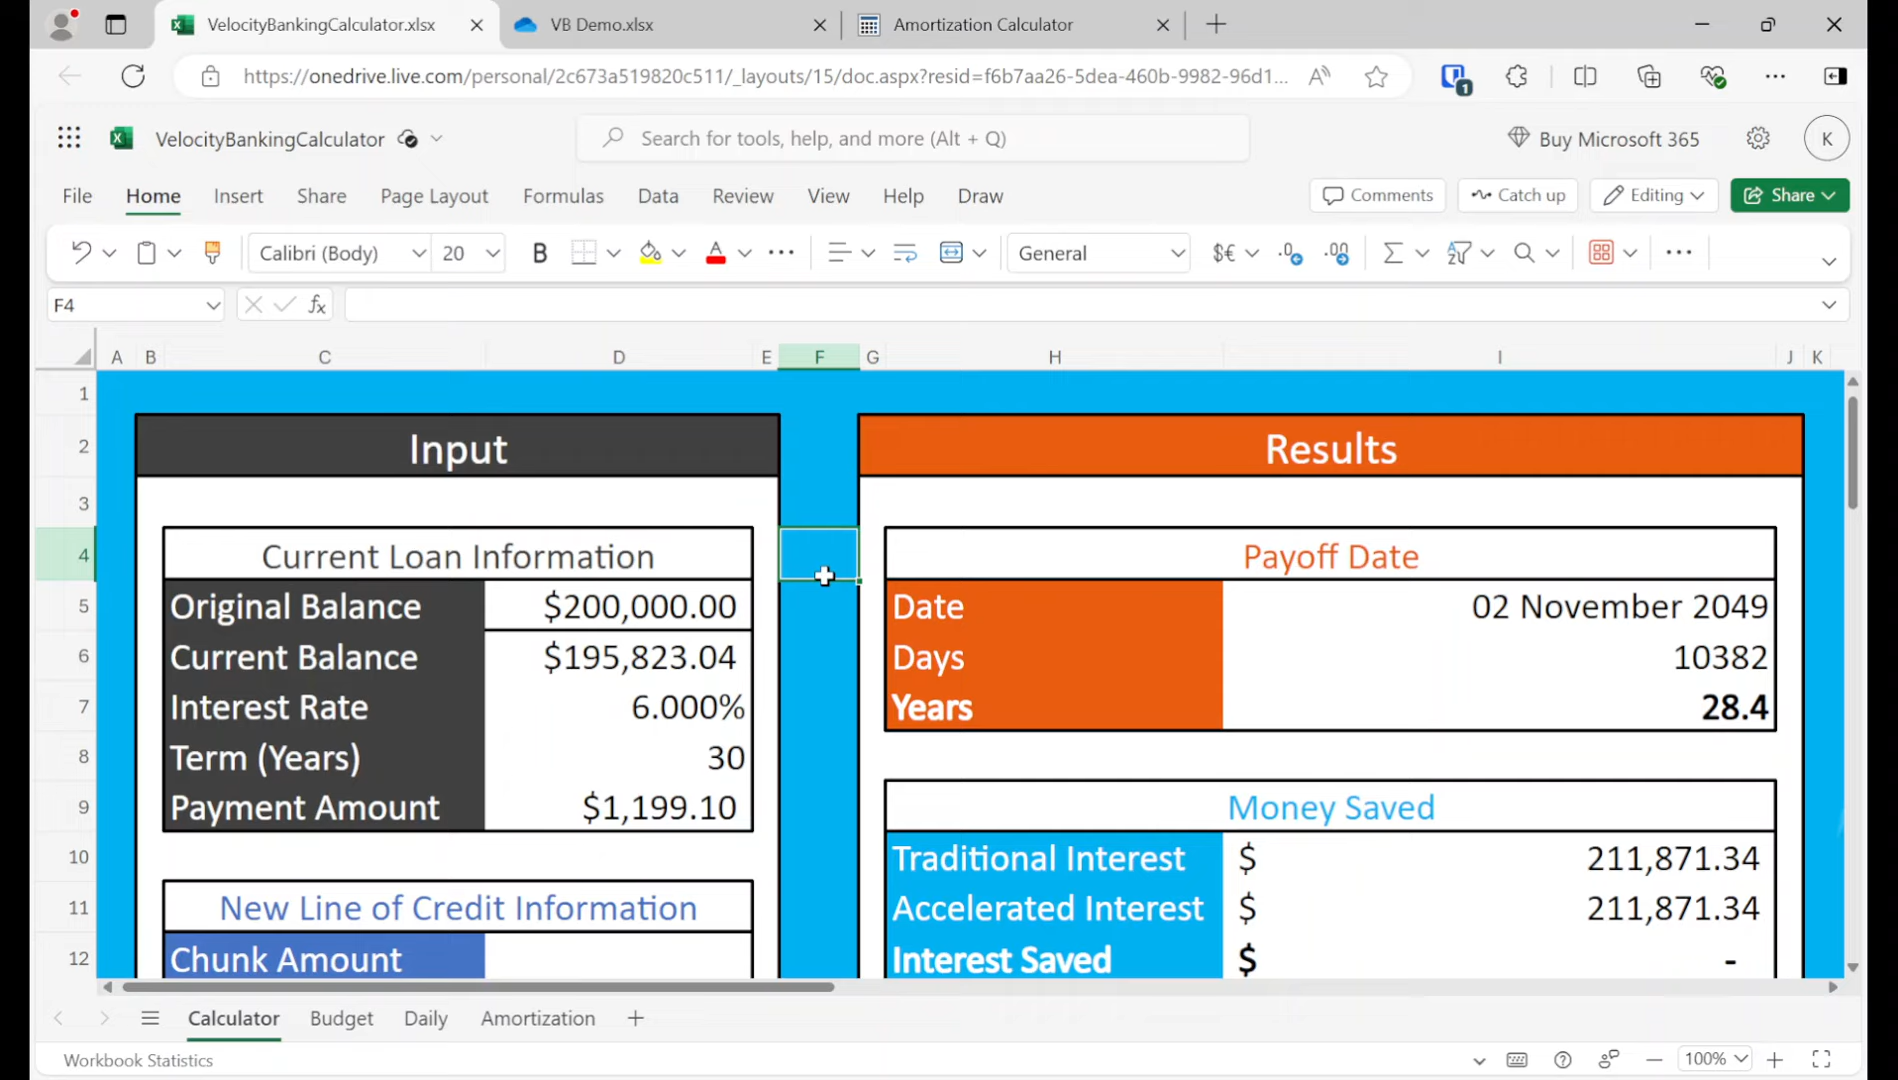 VelocityBankingCalculator.xlsx
VB Demo.xlsx
Amortization Calculator
https://onedrive.live.com/personal/2c673a519820c511/_layouts/15/doc.aspx?resid=f6b7aa26-5dea-460b-9982-96d1...
1
VelocityBankingCalculator
Search for tools, help, and more (Alt + Q)
Buy Microsoft 365
K
File Home Insert Share Page Layout Formulas Data Review View Help Draw
Comments Catch up Editing Share
Calibri (Body) 20 B A General $€ .0 .00
F4
fx
A B C D E F G H I J K
1
2 Input Results
3
4 Current Loan Information Payoff Date
5 Original Balance $200,000.00 Date 02 November 2049
6 Current Balance $195,823.04 Days 10382
7 Interest Rate 6.000% Years 28.4
8 Term (Years) 30
9 Payment Amount $1,199.10 Money Saved
10 Traditional Interest $ 211,871.34
11 New Line of Credit Information Accelerated Interest $ 211,871.34
12 Chunk Amount Interest Saved $ -
Calculator Budget Daily Amortization
Workbook Statistics
100%